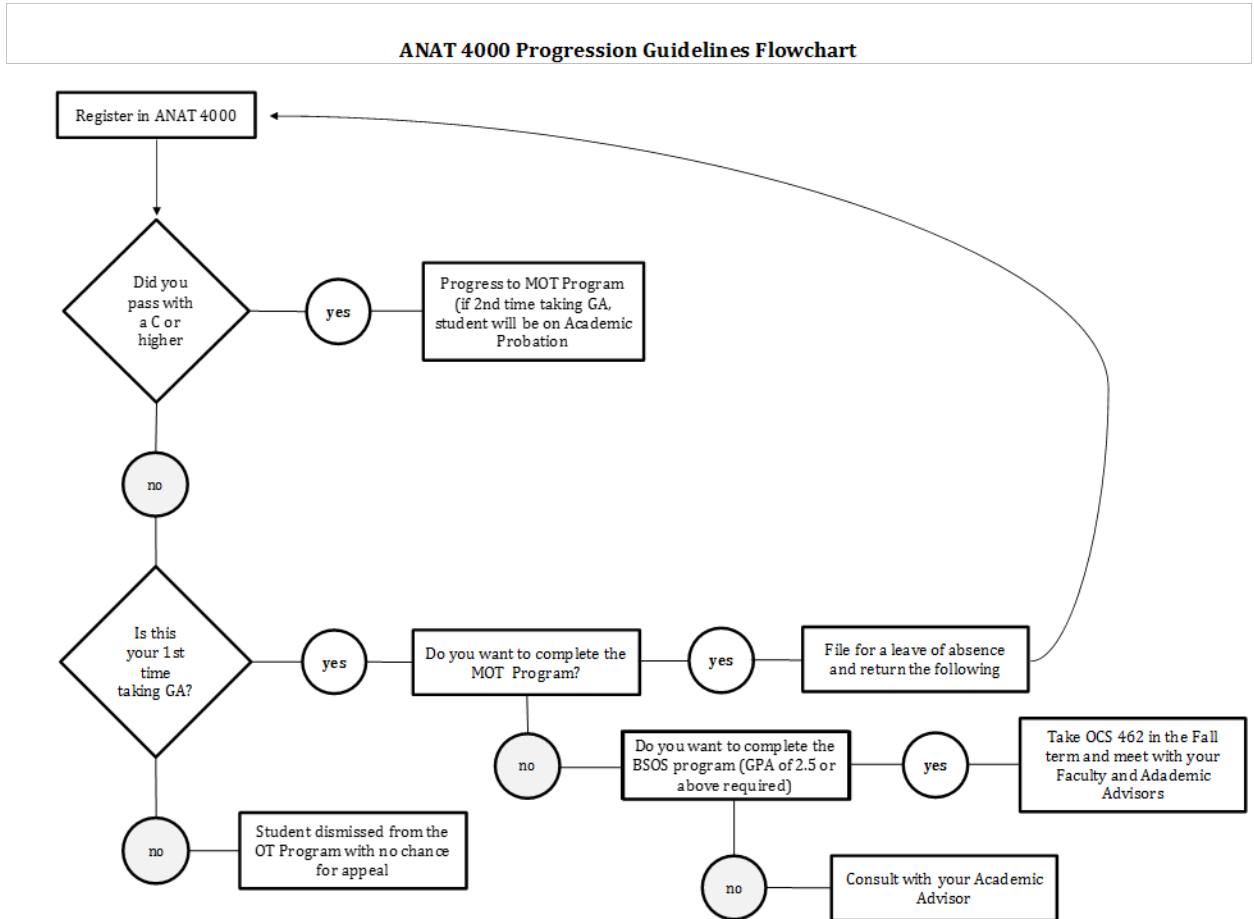 ANAT 4000 Progression Guidelines Flowchart
Register in ANAT 4000
Did you
pass with
a C or
higher
yes
Progress to MOT Program
(if 2nd time taking GA,
student will be on Academic
Probation
no
Is this
your 1st
time
taking GA?
yes
Do you want to complete the
MOT Program?
yes
File for a leave of absence
and return the following
no
Do you want to complete the
BSOS program (GPA of 2.5 or
above required)
yes
Take OCS 462 in the Fall
term and meet with your
Faculty and Adademic
Advisors
no
Student dismissed from the
OT Program with no chance
for appeal
no
Consult with your Academic
Advisor